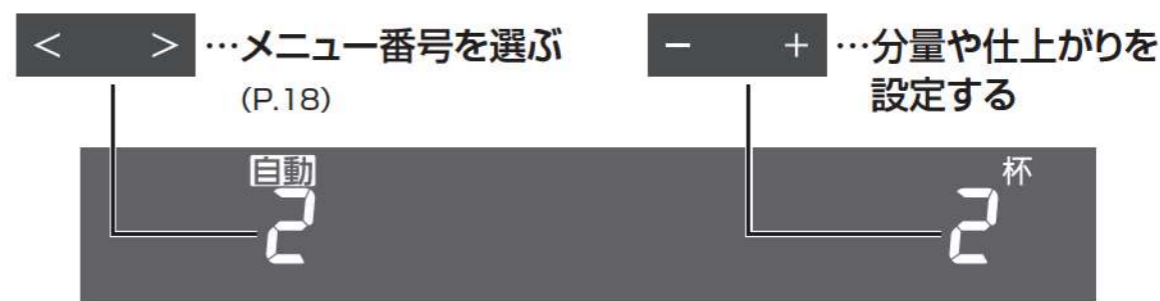 < > …メニュー番号を選ぶ
(P.18)
− + …分量や仕上がりを
設定する
自動
2
杯
2